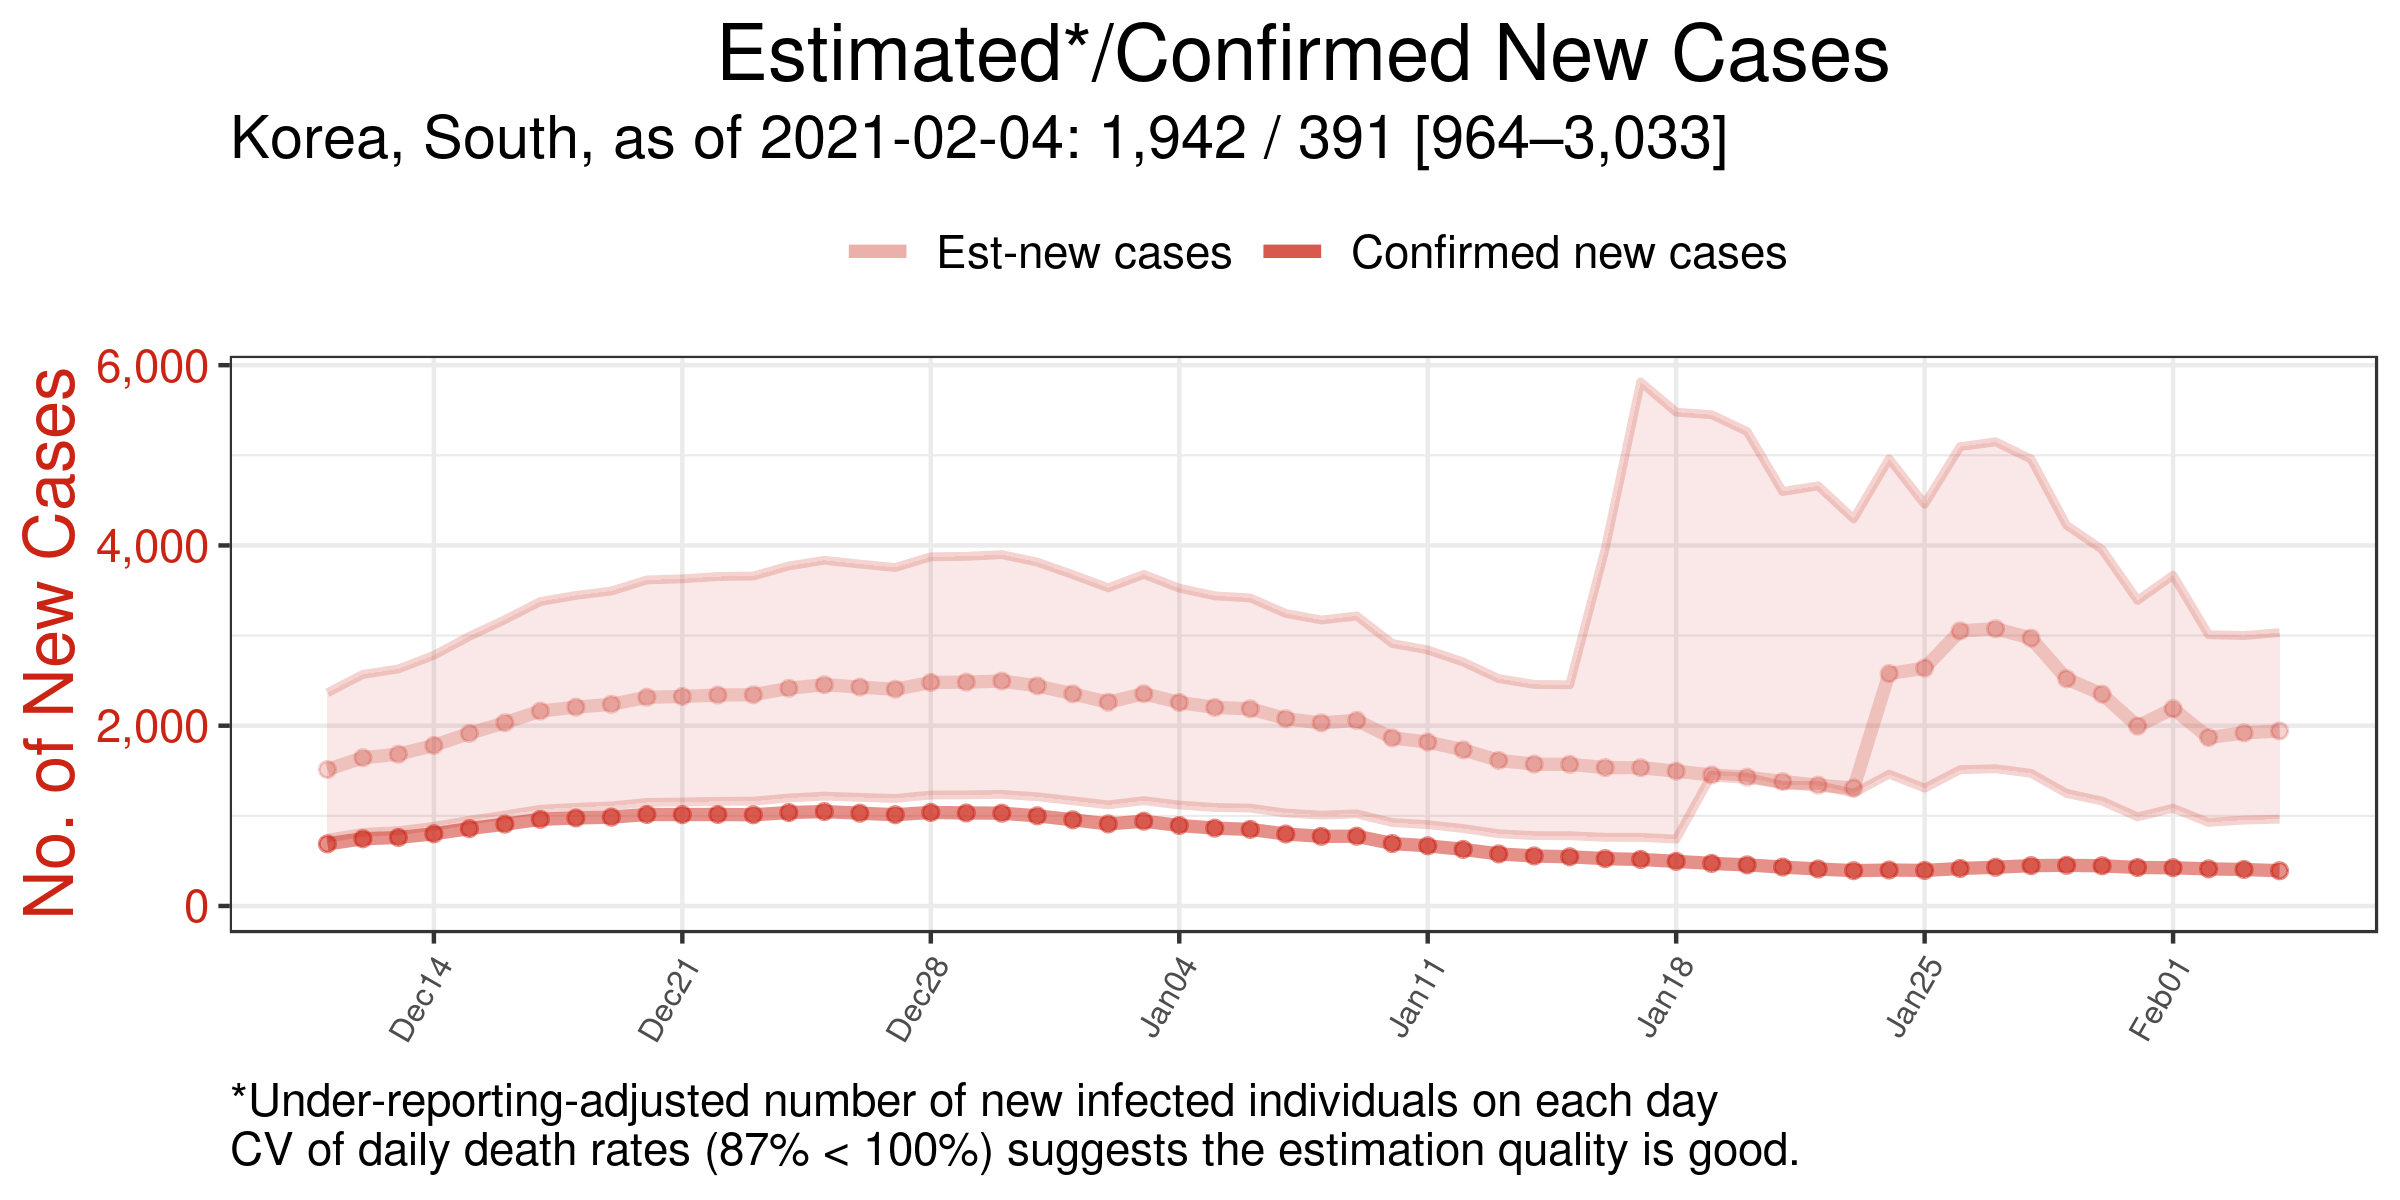 Estimated*/Confirmed New Cases
Korea, South, as of 2021-02-04: 1,942 / 391 [964–3,033]
Est-new cases Confirmed new cases
No. of New Cases
6,000
4,000
2,000
0
Dec14 Dec21 Dec28 Jan04 Jan11 Jan18 Jan25 Feb01
*Under-reporting-adjusted number of new infected individuals on each day
CV of daily death rates (87% < 100%) suggests the estimation quality is good.